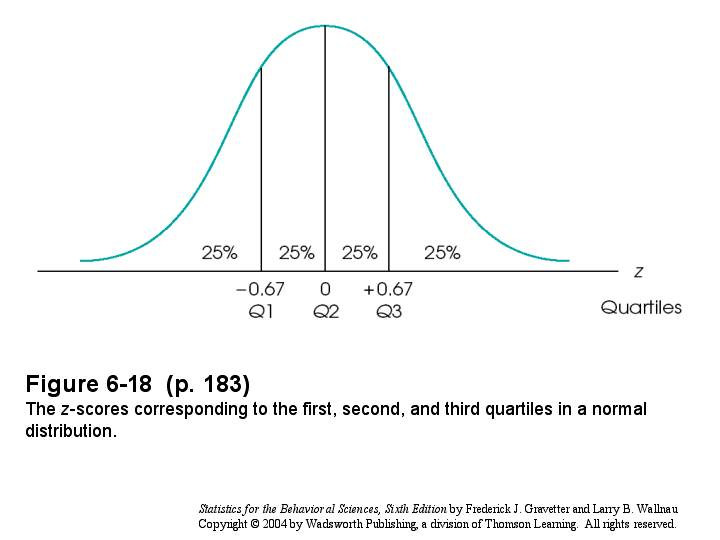 25% 25% 25% 25%
z
−0.67 0 +0.67
Q1 Q2 Q3
Quartiles
Figure 6-18 (p. 183)
The z-scores corresponding to the first, second, and third quartiles in a normal
distribution.
Statistics for the Behavioral Sciences, Sixth Edition by Frederick J. Gravetter and Larry B. Wallnau
Copyright © 2004 by Wadsworth Publishing, a division of Thomson Learning. All rights reserved.